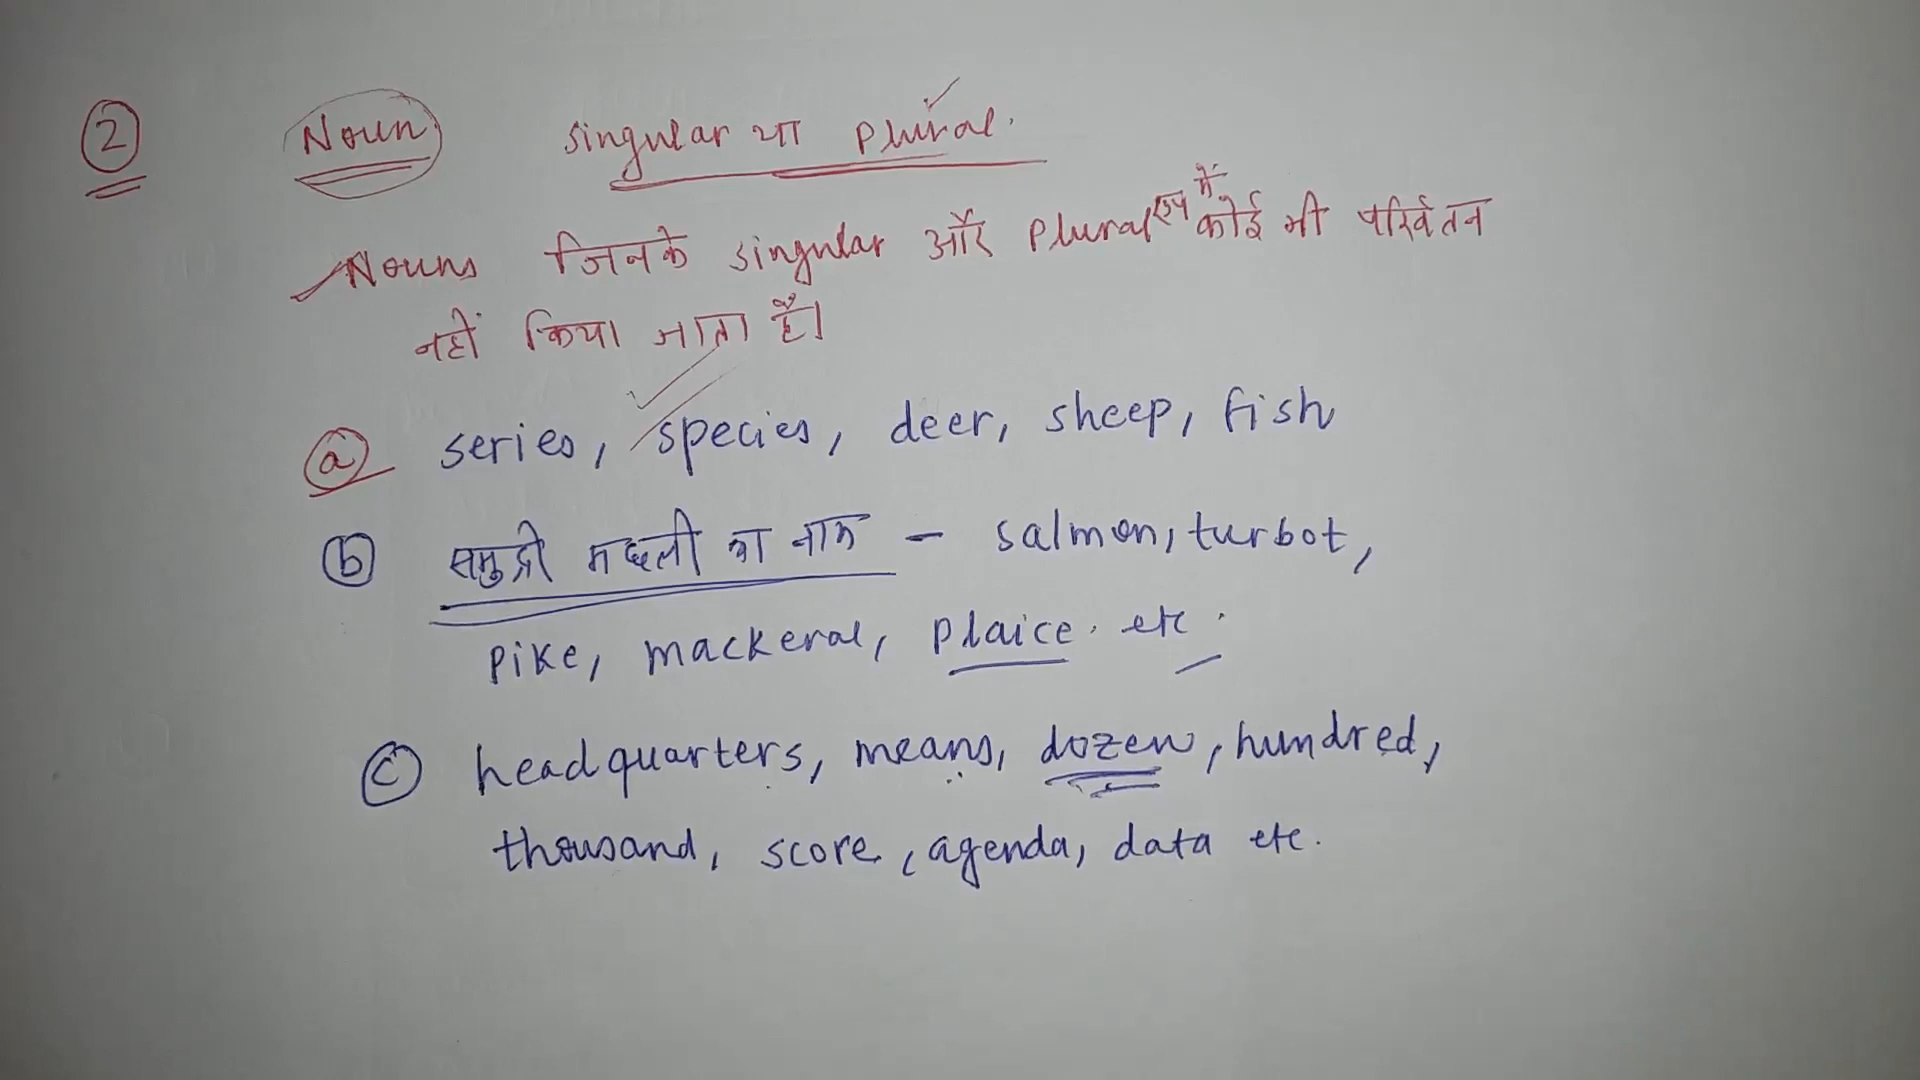 ② Noun singular या plural.
Nouns जिनके singular और plural रूप में कोई भी परिवर्तन
नहीं किया जाता है।
ⓐ series, species, deer, sheep, fish
ⓑ समुद्री मछली का नाम - salmon, turbot,
pike, mackeral, plaice. etc.
ⓒ headquarters, means, dozen, hundred,
thousand, score, agenda, data etc.